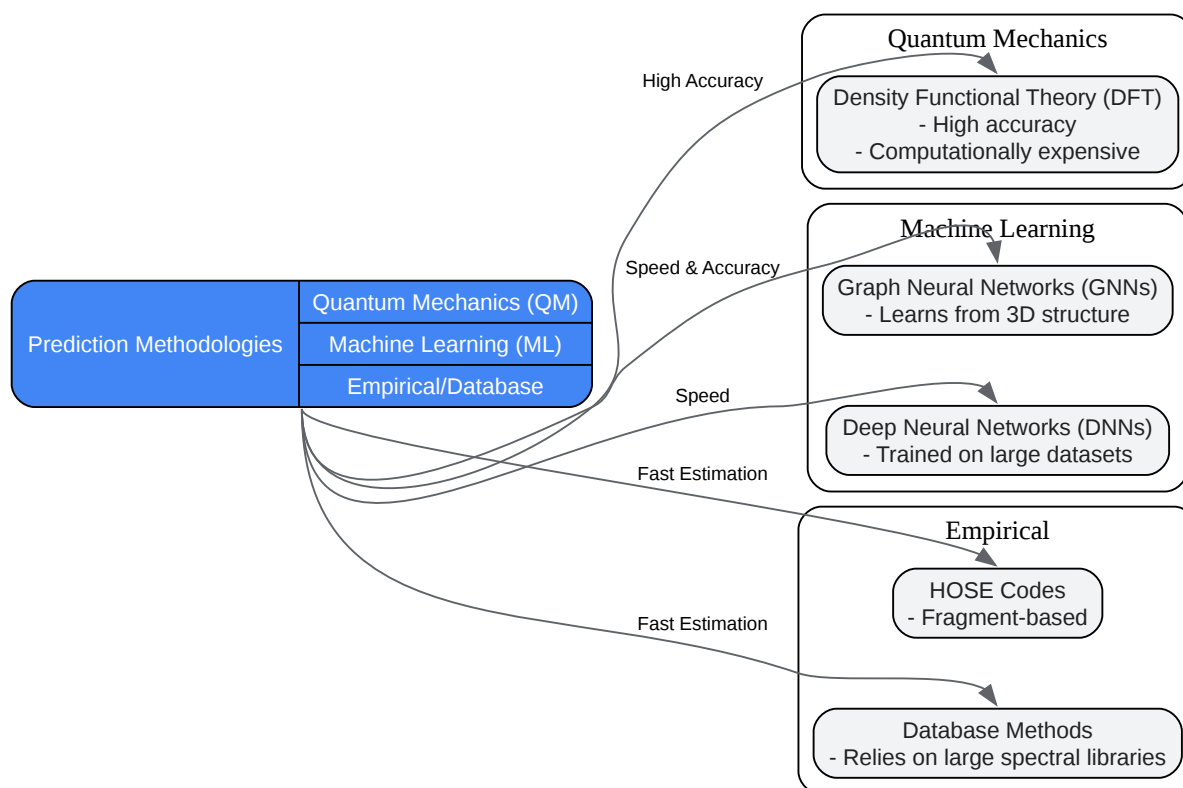 Prediction Methodologies
Quantum Mechanics (QM)
Machine Learning (ML)
Empirical/Database
High Accuracy
Speed & Accuracy
Speed
Fast Estimation
Fast Estimation
Quantum Mechanics
Density Functional Theory (DFT)
- High accuracy
- Computationally expensive
Machine Learning
Graph Neural Networks (GNNs)
- Learns from 3D structure
Deep Neural Networks (DNNs)
- Trained on large datasets
Empirical
HOSE Codes
- Fragment-based
Database Methods
- Relies on large spectral libraries